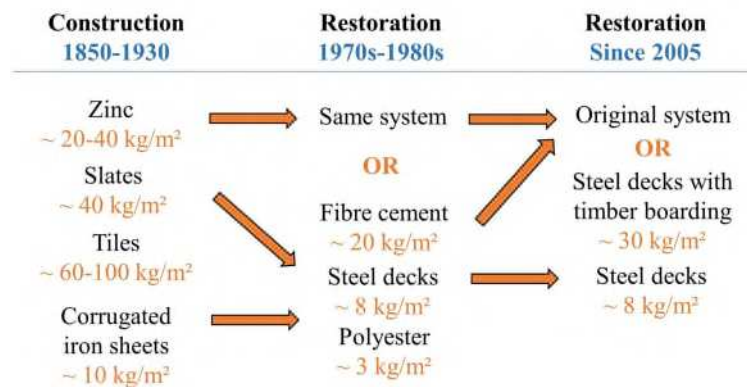 Construction
1850-1930
Restoration
1970s-1980s
Restoration
Since 2005
Zinc
~ 20-40 kg/m²
Slates
~ 40 kg/m²
Tiles
~ 60-100 kg/m²
Corrugated
iron sheets
~ 10 kg/m²
Same system
OR
Fibre cement
~ 20 kg/m²
Steel decks
~ 8 kg/m²
Polyester
~ 3 kg/m²
Original system
OR
Steel decks with
timber boarding
~ 30 kg/m²
Steel decks
~ 8 kg/m²